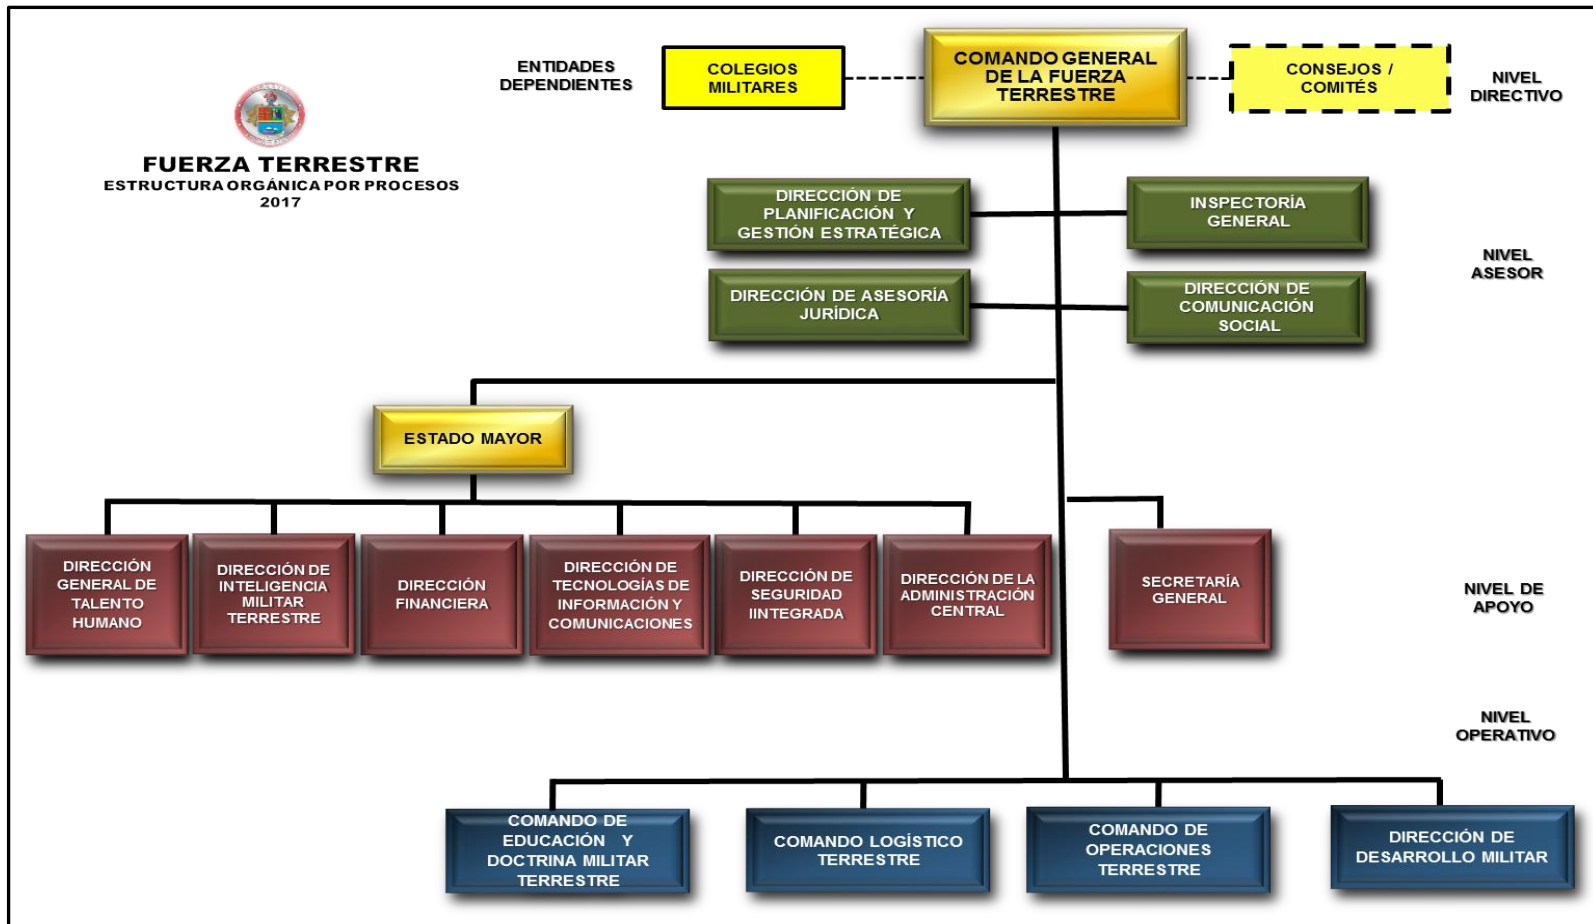 ENTIDADES
DEPENDIENTES
COLEGIOS
MILITARES
COMANDO GENERAL
DE LA FUERZA
TERRESTRE
CONSEJOS /
COMITÉS
NIVEL
DIRECTIVO
FUERZA TERRESTRE
ESTRUCTURA ORGÁNICA POR PROCESOS
2017
DIRECCIÓN DE
PLANIFICACIÓN Y
GESTIÓN ESTRATÉGICA
INSPECTORÍA
GENERAL
NIVEL
ASESOR
DIRECCIÓN DE ASESORÍA
JURÍDICA
DIRECCIÓN DE
COMUNICACIÓN
SOCIAL
ESTADO MAYOR
DIRECCIÓN
GENERAL DE
TALENTO
HUMANO
DIRECCIÓN DE
INTELIGENCIA
MILITAR
TERRESTRE
DIRECCIÓN
FINANCIERA
DIRECCIÓN DE
TECNOLOGÍAS DE
INFORMACIÓN Y
COMUNICACIONES
DIRECCIÓN DE
SEGURIDAD
IINTEGRADA
DIRECCIÓN DE LA
ADMINISTRACIÓN
CENTRAL
SECRETARÍA
GENERAL
NIVEL DE
APOYO
NIVEL
OPERATIVO
COMANDO DE
EDUCACIÓN Y
DOCTRINA MILITAR
TERRESTRE
COMANDO LOGÍSTICO
TERRESTRE
COMANDO DE
OPERACIONES
TERRESTRE
DIRECCIÓN DE
DESARROLLO MILITAR